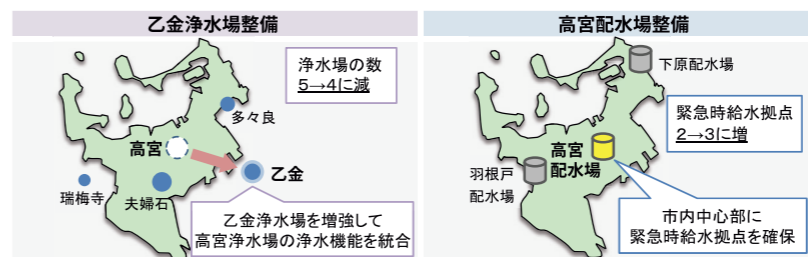 乙金浄水場整備
浄水場の数
5→4に減
多々良
高宮
乙金
瑞梅寺
夫婦石
乙金浄水場を増強して
高宮浄水場の浄水機能を統合
高宮配水場整備
下原配水場
緊急時給水拠点
2→3に増
高宮
配水場
羽根戸
配水場
市内中心部に
緊急時給水拠点を確保